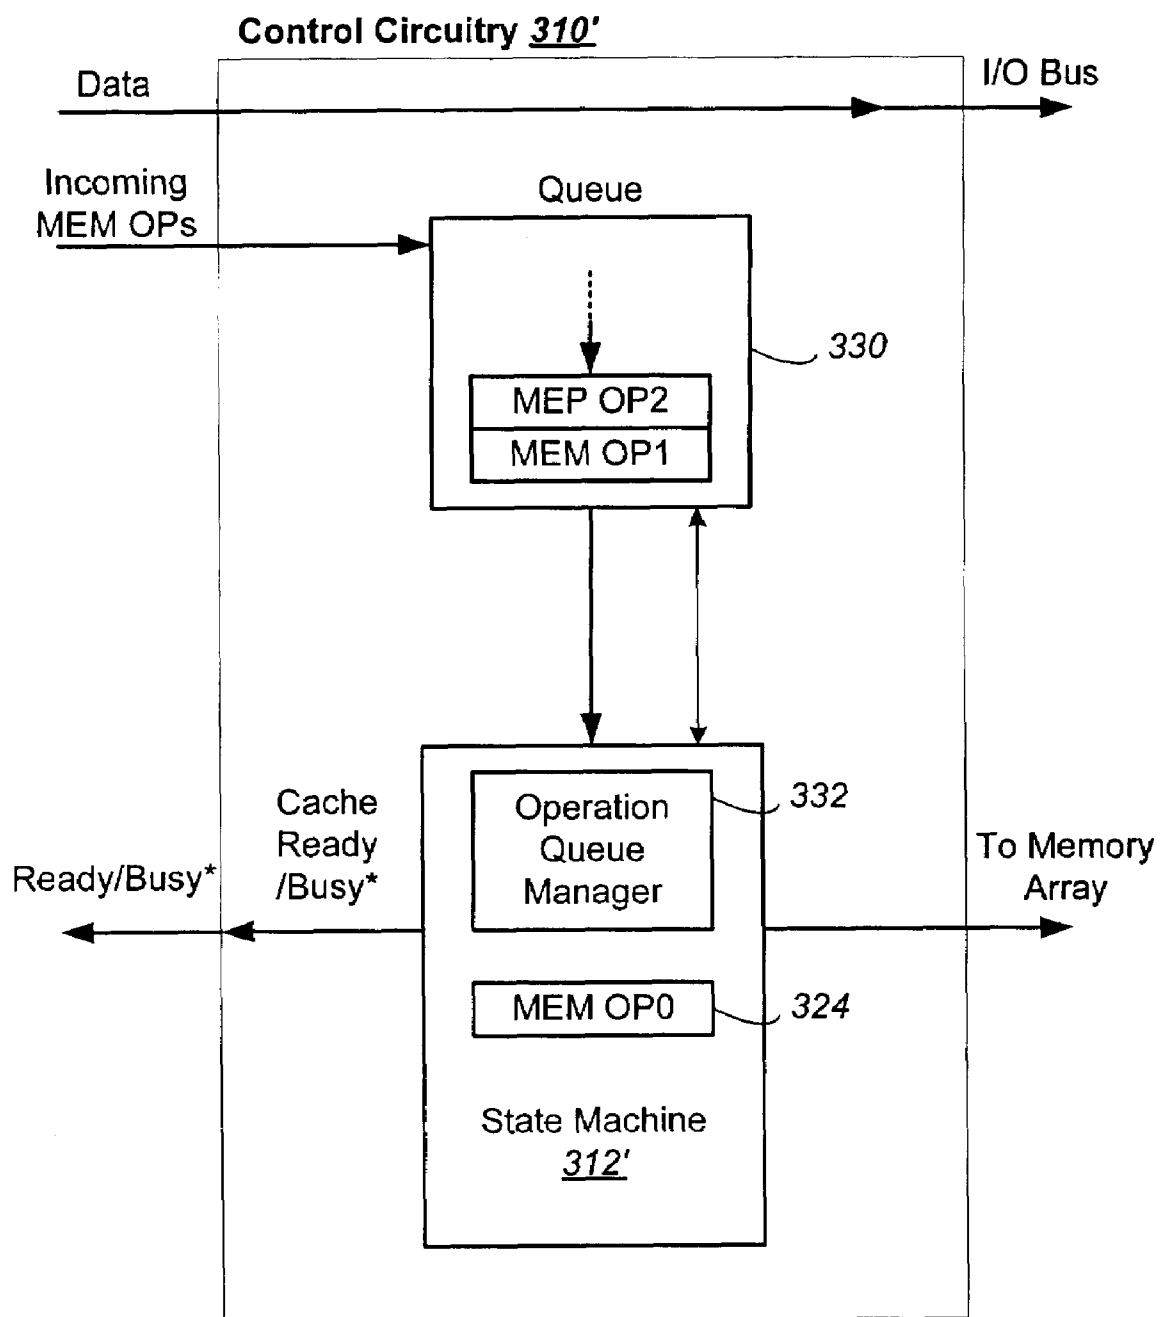 Control Circuitry 310'
Data
I/O Bus
Incoming
MEM OPs
Queue
330
MEP OP2
MEM OP1
Operation
Queue
Manager
332
Cache
Ready
/Busy*
Ready/Busy*
To Memory
Array
MEM OP0
324
State Machine
312'